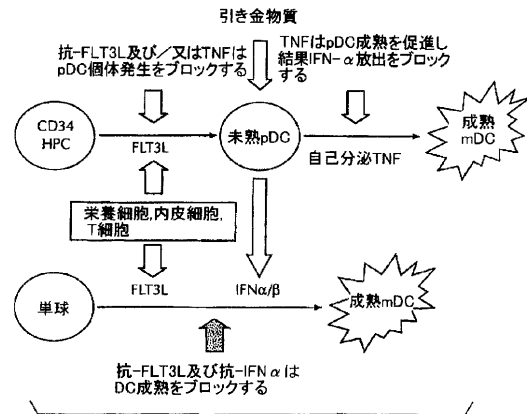 引き金物質
抗-FLT3L及び／又はTNFは
pDC個体発生をブロックする
TNFはpDC成熟を促進し
結果IFN-α放出をブロック
する
CD34
HPC
FLT3L
未熟pDC
自己分泌TNF
成熟
mDC
栄養細胞,内皮細胞,
T細胞
単球
FLT3L
IFNα/β
成熟mDC
抗-FLT3L及び抗-IFNαは
DC成熟をブロックする